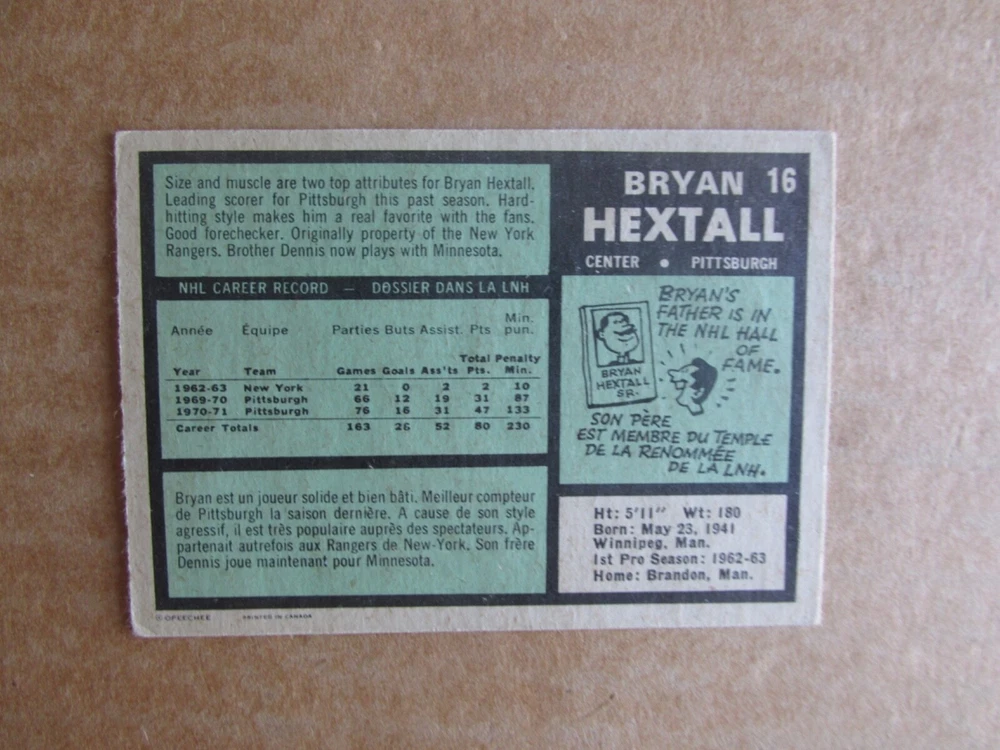 Size and muscle are two top attributes for Bryan Hextall.
Leading scorer for Pittsburgh this past season. Hard-
hitting style makes him a real favorite with the fans.
Good forechecker. Originally property of the New York
Rangers. Brother Dennis now plays with Minnesota.
BRYAN 16
HEXTALL
CENTER • PITTSBURGH
NHL CAREER RECORD — DOSSIER DANS LA LNH
Min.
Année Équipe Parties Buts Assist. Pts pun.
Total Penalty
Year Team Games Goals Ass'ts Pts. Min.
1962-63 New York 21 0 2 2 10
1969-70 Pittsburgh 66 12 19 31 87
1970-71 Pittsburgh 76 16 31 47 133
Career Totals 163 26 52 80 230
BRYAN'S
FATHER IS IN
THE NHL HALL
OF
FAME.
BRYAN
HEXTALL
SR.
SON PÈRE
EST MEMBRE DU TEMPLE
DE LA RENOMMÉE
DE LA LNH.
Bryan est un joueur solide et bien bâti. Meilleur compteur
de Pittsburgh la saison dernière. A cause de son style
agressif, il est très populaire auprès des spectateurs. Ap-
partenait autrefois aux Rangers de New-York. Son frère
Dennis joue maintenant pour Minnesota.
Ht: 5'11" Wt: 180
Born: May 23, 1941
Winnipeg, Man.
1st Pro Season: 1962-63
Home: Brandon, Man.
© OPEECHEE PRINTED IN CANADA